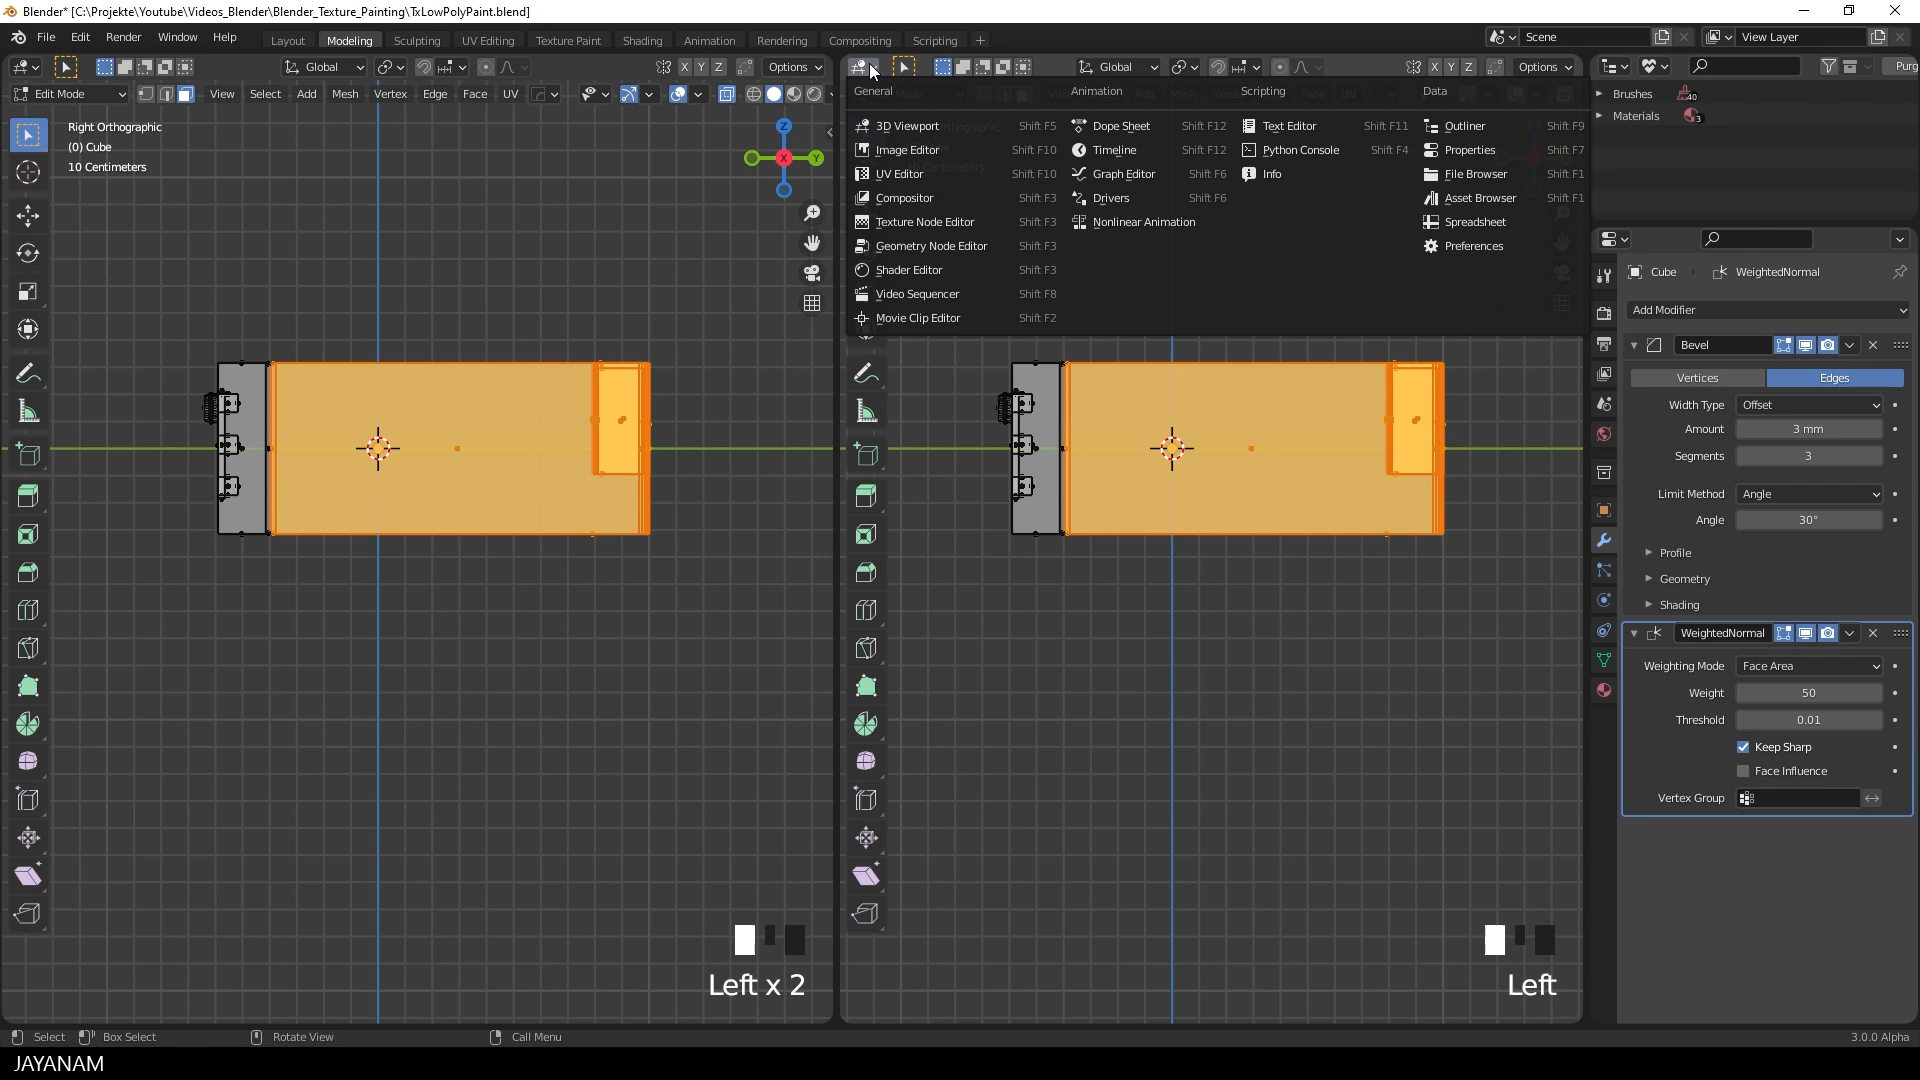 Blender* [C:\Projekte\Youtube\Videos_Blender\Blender_Texture_Painting\TxLowPolyPaint.blend]
File Edit Render Window Help Layout Modeling Sculpting UV Editing Texture Paint Shading Animation Rendering Compositing Scripting + Scene View Layer
Global X Y Z Options Global X Y Z Options Purg
Edit Mode View Select Add Mesh Vertex Edge Face UV
Right Orthographic
(0) Cube
10 Centimeters
Z
X
Y
General Animation Scripting Data
3D Viewport Shift F5 Dope Sheet Shift F12 Text Editor Shift F11 Outliner Shift F9
Image Editor Shift F10 Timeline Shift F12 Python Console Shift F4 Properties Shift F7
UV Editor Shift F10 Graph Editor Shift F6 Info File Browser Shift F1
Compositor Shift F3 Drivers Shift F6 Asset Browser Shift F1
Texture Node Editor Shift F3 Nonlinear Animation Spreadsheet
Geometry Node Editor Shift F3 Preferences
Shader Editor Shift F3
Video Sequencer Shift F8
Movie Clip Editor Shift F2
Brushes 40
Materials 3
Cube WeightedNormal
Add Modifier
Bevel
Vertices Edges
Width Type Offset
Amount 3 mm
Segments 3
Limit Method Angle
Angle 30°
Profile
Geometry
Shading
WeightedNormal
Weighting Mode Face Area
Weight 50
Threshold 0.01
Keep Sharp
Face Influence
Vertex Group
Left x 2
Left
Select Box Select Rotate View Call Menu 3.0.0 Alpha
JAYANAM